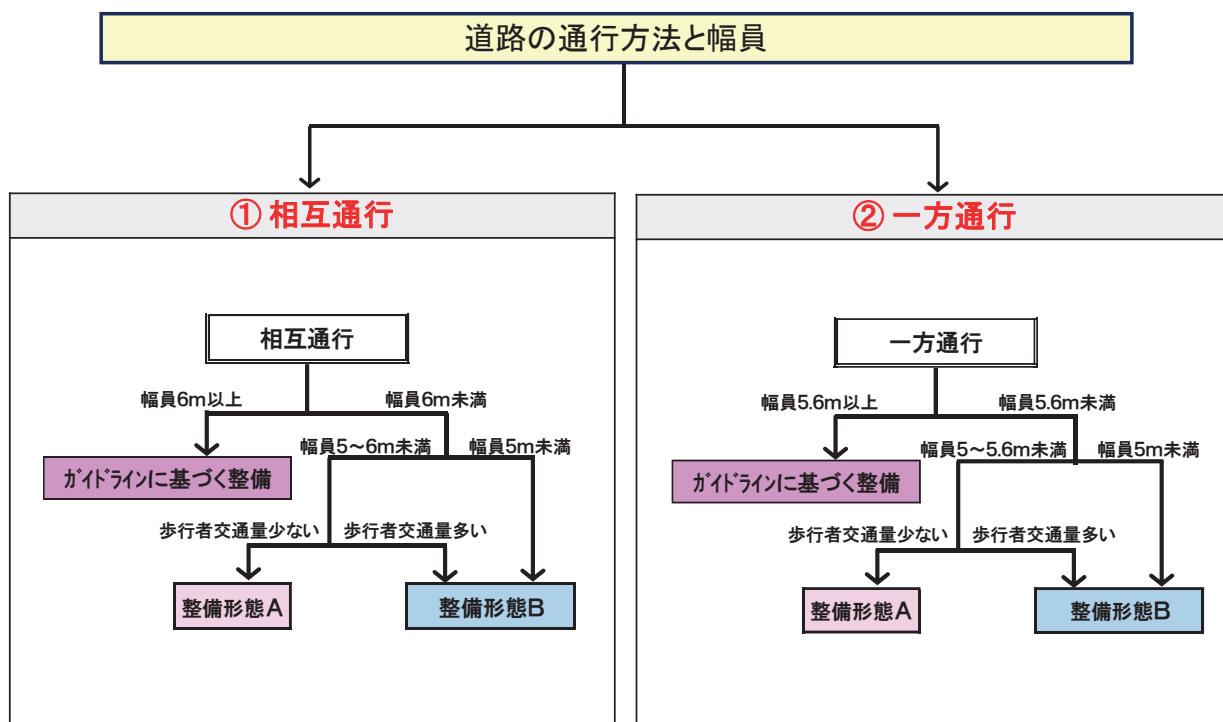 道路の通行方法と幅員
① 相互通行
相互通行
幅員6m以上
幅員6m未満
幅員5～6m未満
幅員5m未満
ガイドラインに基づく整備
歩行者交通量少ない
歩行者交通量多い
整備形態A
整備形態B
② 一方通行
一方通行
幅員5.6m以上
幅員5.6m未満
幅員5～5.6m未満
幅員5m未満
ガイドラインに基づく整備
歩行者交通量少ない
歩行者交通量多い
整備形態A
整備形態B